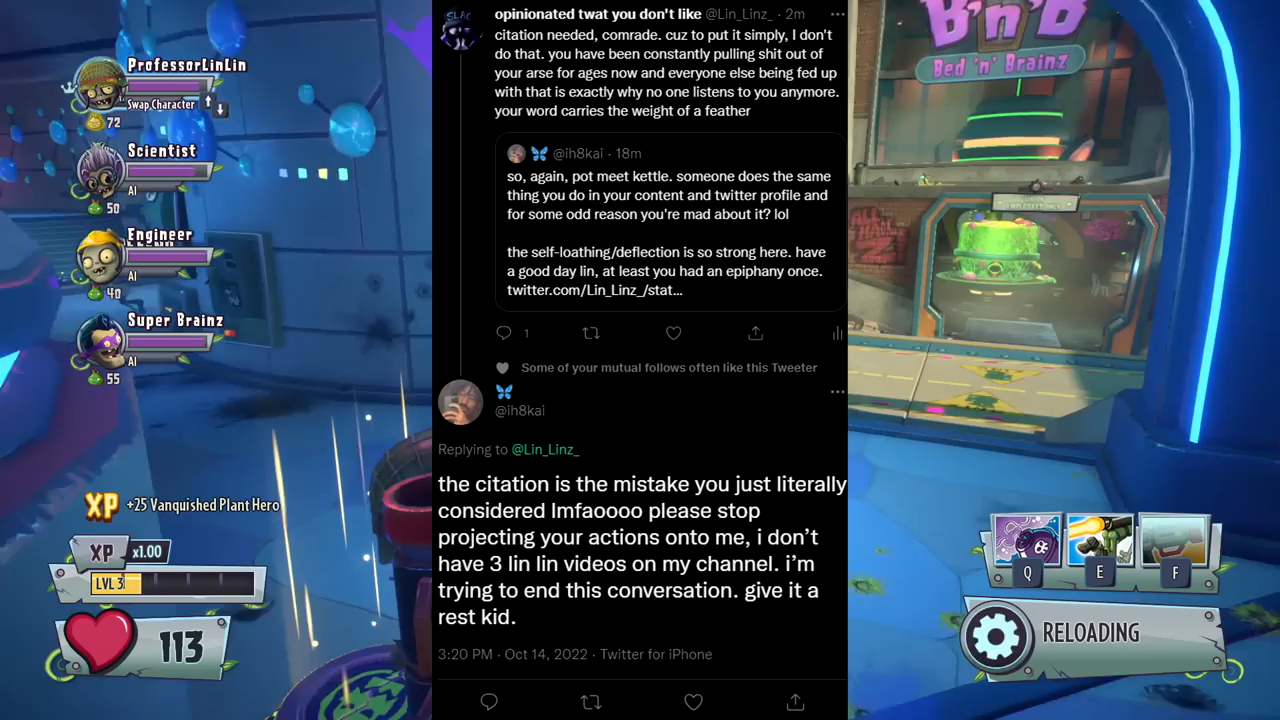 ProfessorLinLin
Swap Character
72
Scientist
AI
50
Engineer
AI
40
Super Brainz
AI
55
XP +25 Vanquished Plant Hero
XP x1.00
LVL 3
113
opinionated twat you don't like @Lin_Linz_ · 2m
citation needed, comrade. cuz to put it simply, I don't
do that. you have been constantly pulling shit out of
your arse for ages now and everyone else being fed up
with that is exactly why no one listens to you anymore.
your word carries the weight of a feather
🦋 @ih8kai · 18m
so, again, pot meet kettle. someone does the same
thing you do in your content and twitter profile and
for some odd reason you're mad about it? lol
the self-loathing/deflection is so strong here. have
a good day lin, at least you had an epiphany once.
twitter.com/Lin_Linz_/stat...
1
Some of your mutual follows often like this Tweeter
🦋
@ih8kai
Replying to @Lin_Linz_
the citation is the mistake you just literally
considered lmfaoooo please stop
projecting your actions onto me, i don't
have 3 lin lin videos on my channel. i'm
trying to end this conversation. give it a
rest kid.
3:20 PM · Oct 14, 2022 · Twitter for iPhone
B'n'B
Bed 'n' Brainz
Q
E
F
RELOADING